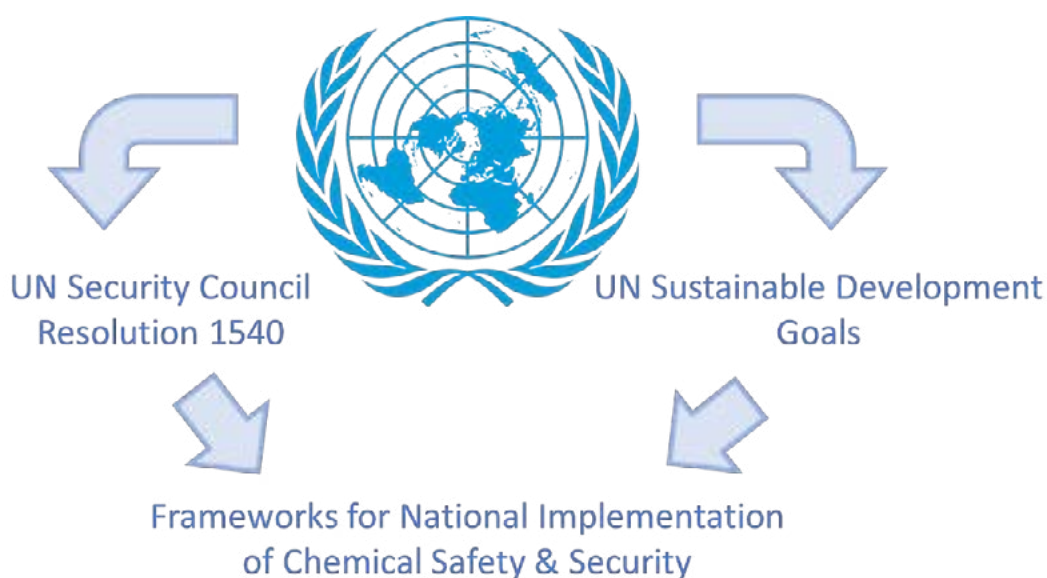 UN Security Council
Resolution 1540
UN Sustainable Development
Goals
Frameworks for National Implementation
of Chemical Safety & Security